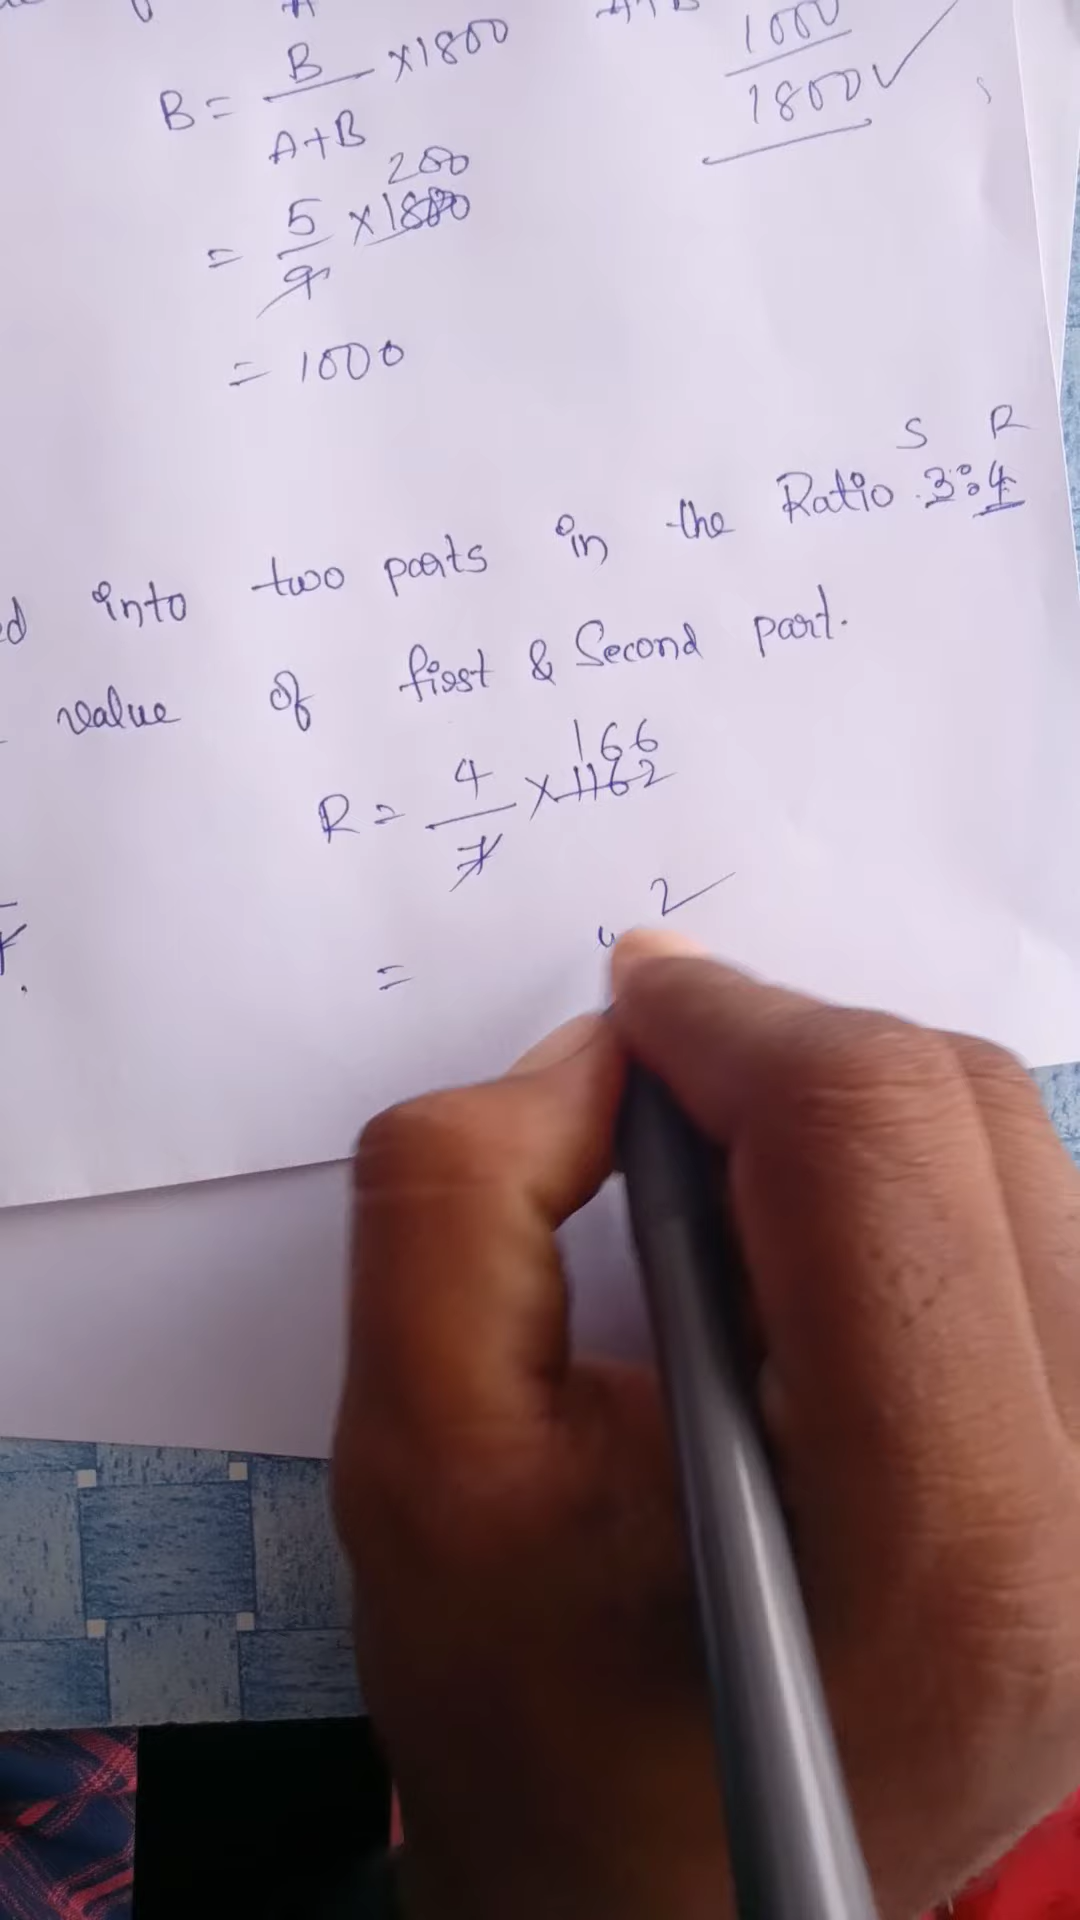 B = B/A+B ×1800
200
= 5/9 ×1800
= 1000
1000
1800
S R
into two parts in the Ratio 3:4
value of first & Second part.
166
R = 4/7 ×1162
2
=